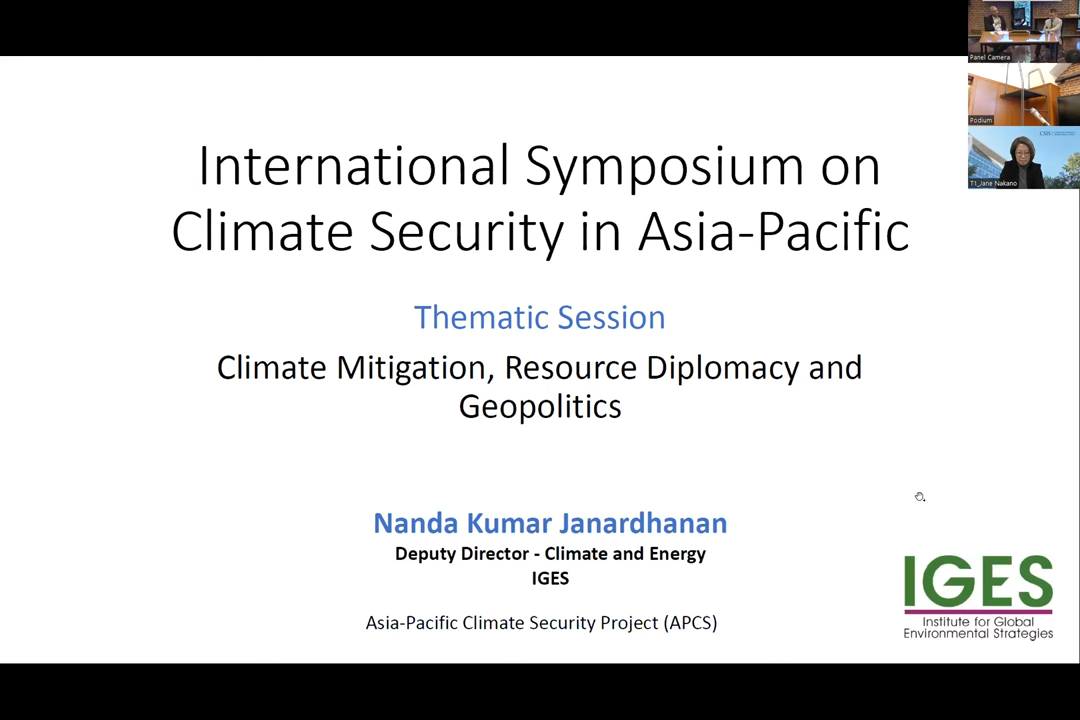 Panel Camera
Podium
CSIS
T1_Jane Nakano
International Symposium on
Climate Security in Asia-Pacific
Thematic Session
Climate Mitigation, Resource Diplomacy and
Geopolitics
Nanda Kumar Janardhanan
Deputy Director - Climate and Energy
IGES
Asia-Pacific Climate Security Project (APCS)
IGES
Institute for Global
Environmental Strategies